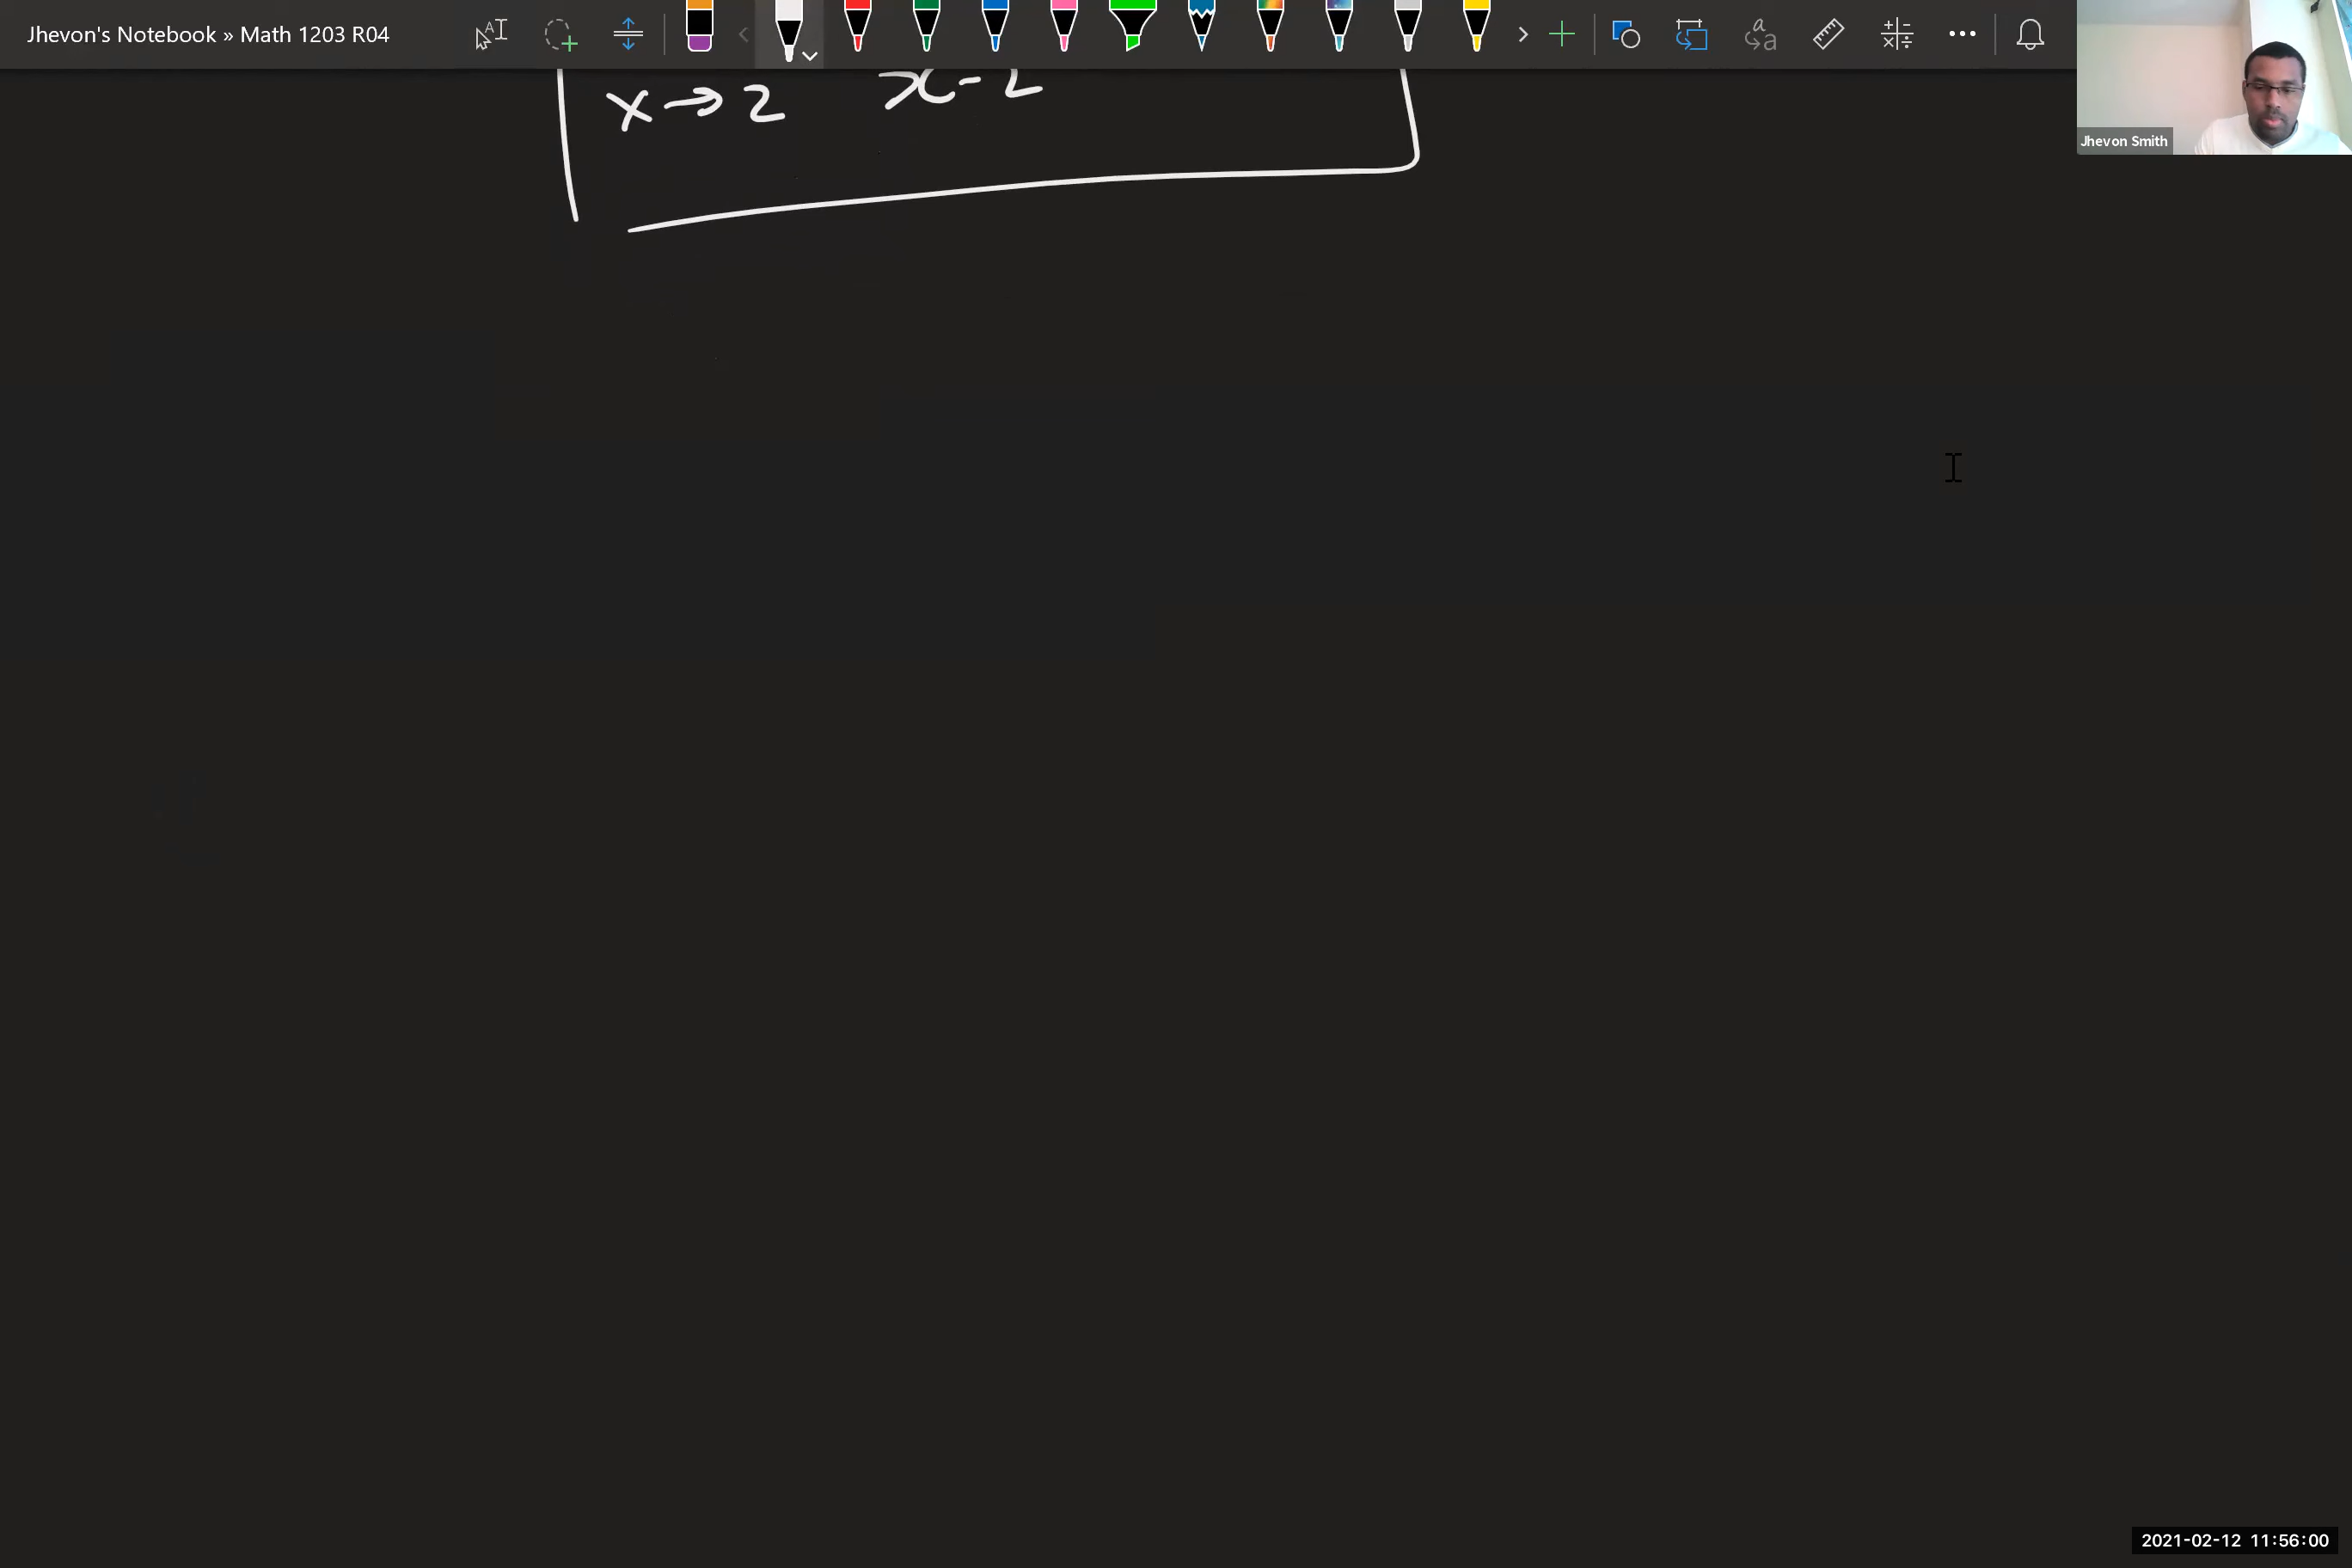 Jhevon's Notebook » Math 1203 R04
Jhevon Smith
x→2 x-2
2021-02-12 11:56:00